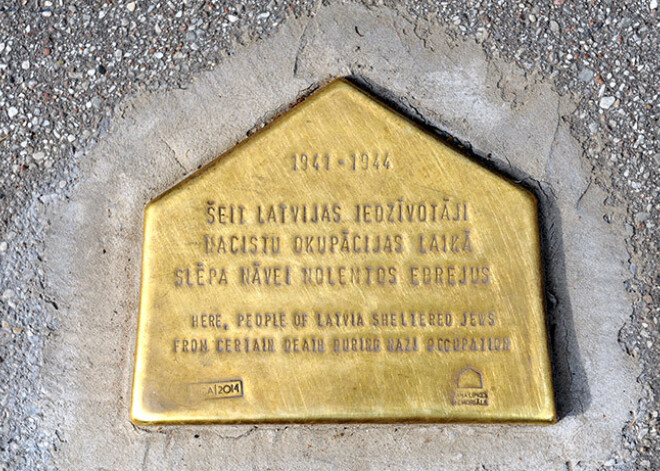 1941 - 1944
ŠEIT LATVIJAS IEDZĪVOTĀJI
NACISTU OKUPĀCIJAS LAIKĀ
SLĒPA NĀVEI NOLEMTOS EBREJUS
HERE, PEOPLE OF LATVIA SHELTERED JEWS
FROM CERTAIN DEATH DURING NAZI OCCUPATION
A|2014
MEMORIĀLS